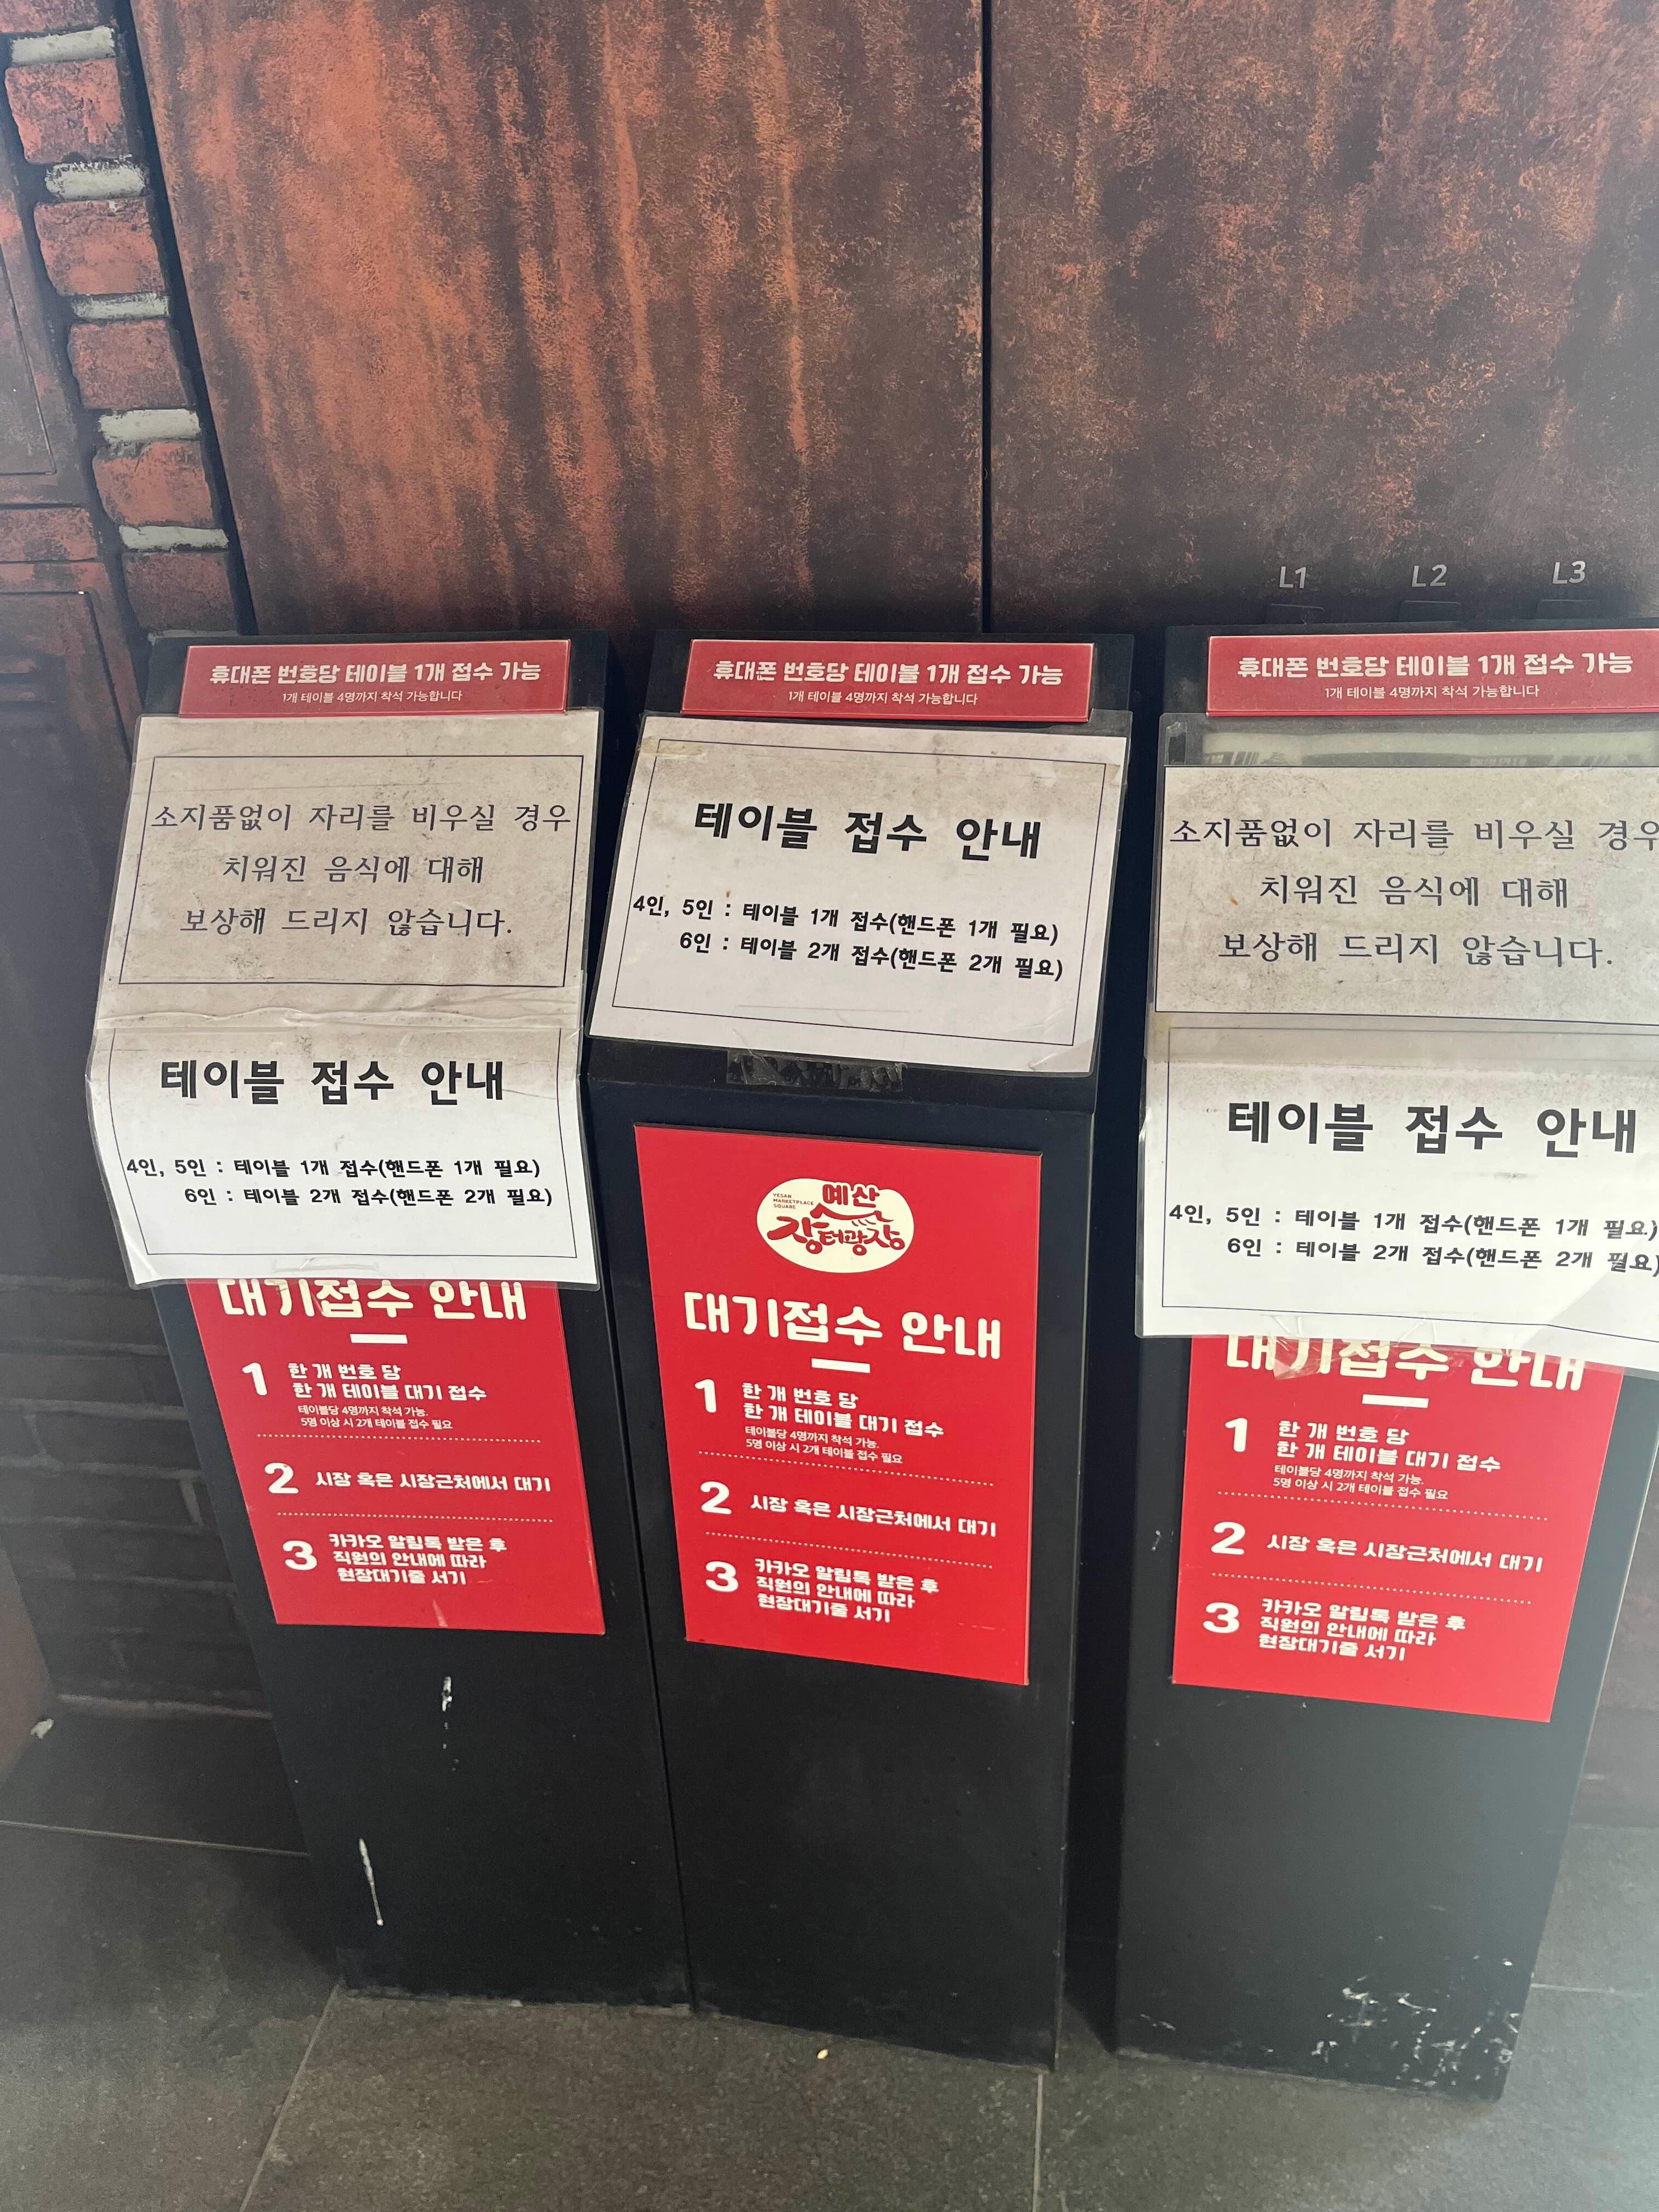 L1 L2 L3
휴대폰 번호당 테이블 1개 접수 가능
1개 테이블 4명까지 착석 가능합니다
소지품없이 자리를 비우실 경우
치워진 음식에 대해
보상해 드리지 않습니다.
테이블 접수 안내
4인, 5인 : 테이블 1개 접수(핸드폰 1개 필요)
6인 : 테이블 2개 접수(핸드폰 2개 필요)
대기접수 안내
1 한 개 번호 당
한 개 테이블 대기 접수
테이블당 4명까지 착석 가능.
5명 이상 시 2개 테이블 접수 필요
2 시장 혹은 시장근처에서 대기
3 카카오 알림톡 받은 후
직원의 안내에 따라
현장대기줄 서기
휴대폰 번호당 테이블 1개 접수 가능
1개 테이블 4명까지 착석 가능합니다
테이블 접수 안내
4인, 5인 : 테이블 1개 접수(핸드폰 1개 필요)
6인 : 테이블 2개 접수(핸드폰 2개 필요)
YESAN
MARKETPLACE
SQUARE
예산
장터광장
대기접수 안내
1 한 개 번호 당
한 개 테이블 대기 접수
테이블당 4명까지 착석 가능.
5명 이상 시 2개 테이블 접수 필요
2 시장 혹은 시장근처에서 대기
3 카카오 알림톡 받은 후
직원의 안내에 따라
현장대기줄 서기
휴대폰 번호당 테이블 1개 접수 가능
1개 테이블 4명까지 착석 가능합니다
소지품없이 자리를 비우실 경우
치워진 음식에 대해
보상해 드리지 않습니다.
테이블 접수 안내
4인, 5인 : 테이블 1개 접수(핸드폰 1개 필요)
6인 : 테이블 2개 접수(핸드폰 2개 필요)
대기접수 안내
1 한 개 번호 당
한 개 테이블 대기 접수
테이블당 4명까지 착석 가능.
5명 이상 시 2개 테이블 접수 필요
2 시장 혹은 시장근처에서 대기
3 카카오 알림톡 받은 후
직원의 안내에 따라
현장대기줄 서기